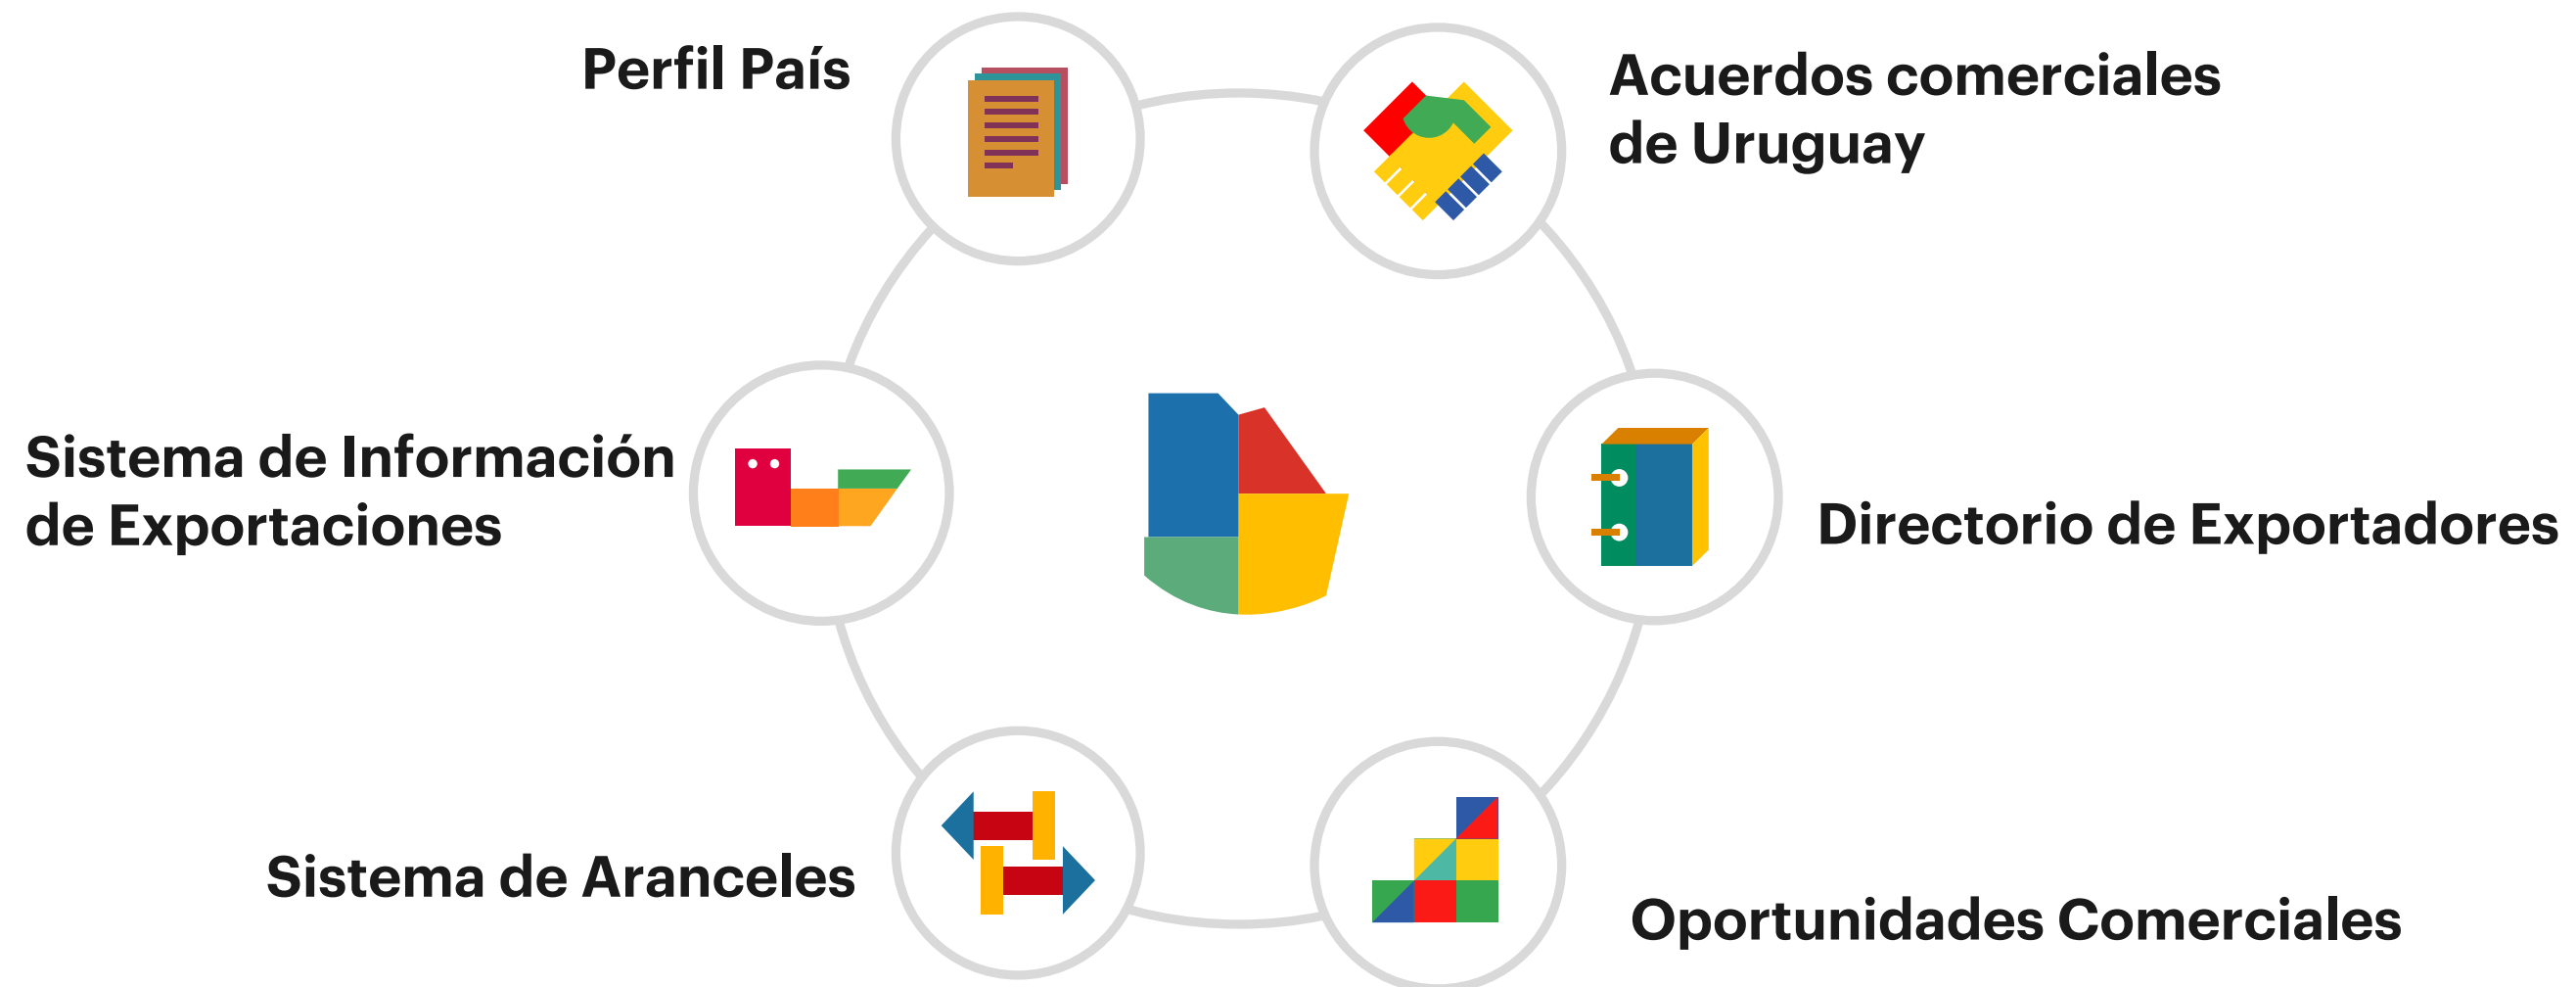 Perfil País
Acuerdos comerciales
de Uruguay
Sistema de Información
de Exportaciones
Directorio de Exportadores
Sistema de Aranceles
Oportunidades Comerciales